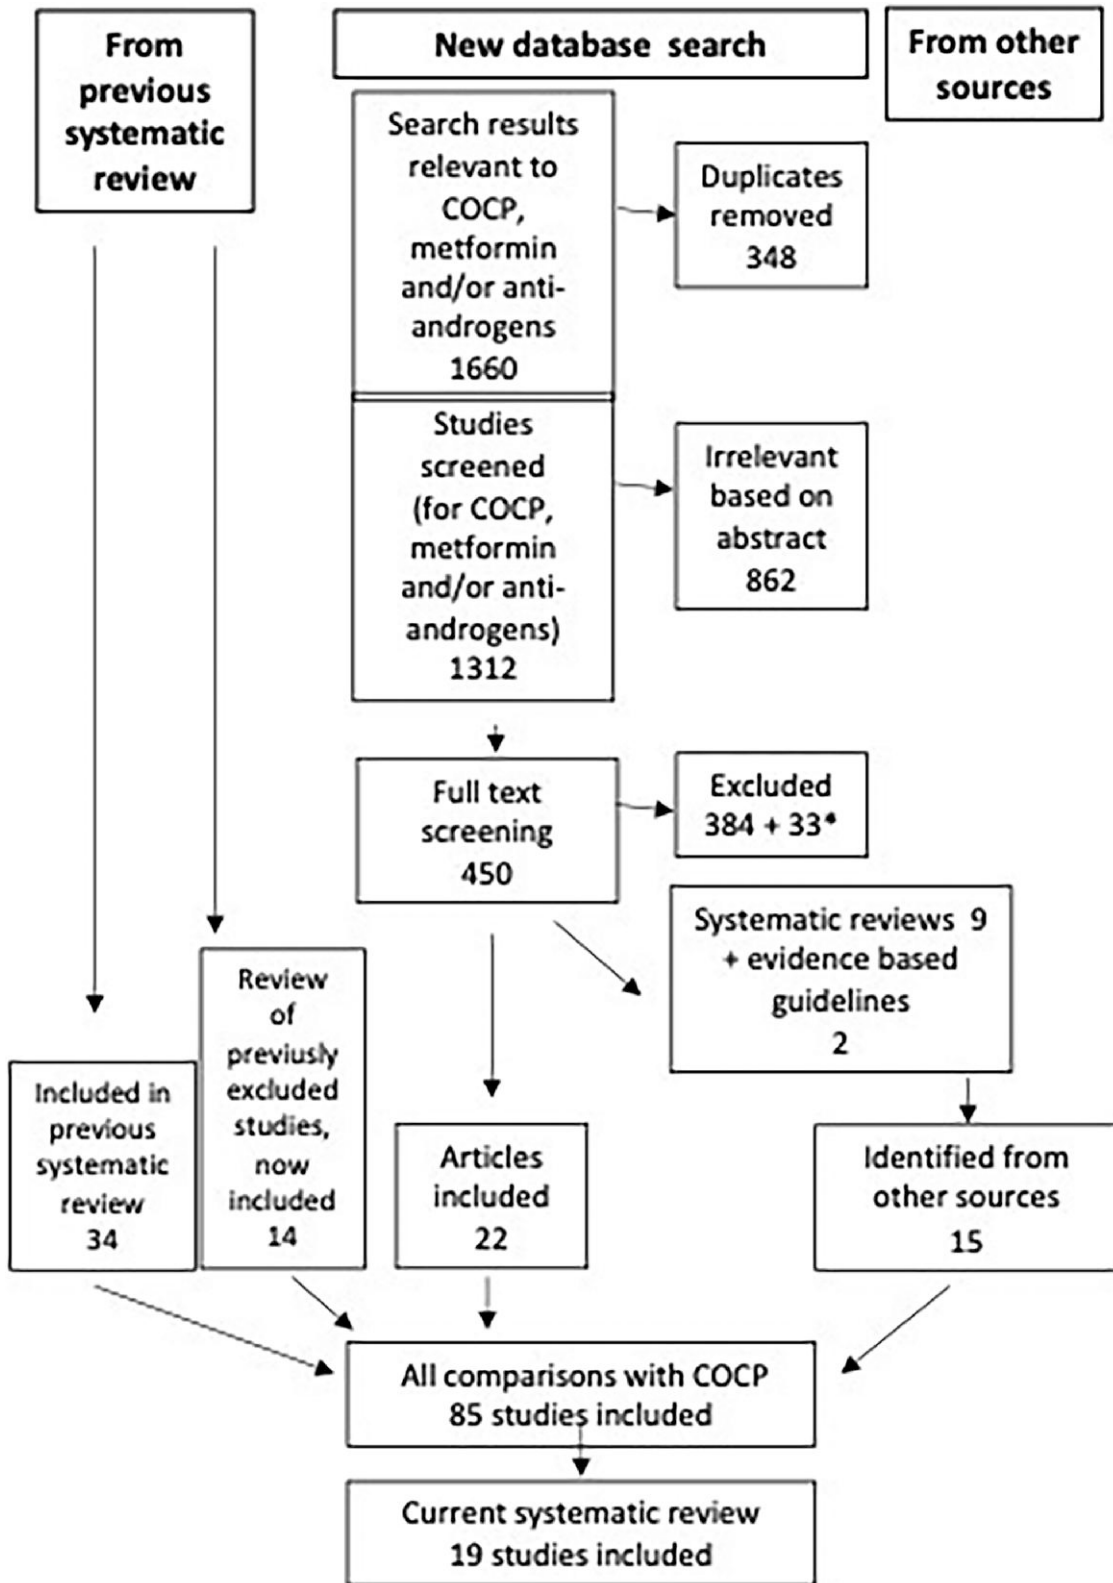 From
previous
systematic
review
New database search
From other
sources
Search results
relevant to
COCP,
metformin
and/or anti-
androgens
1660
Duplicates
removed
348
Studies
screened
(for COCP,
metformin
and/or anti-
androgens)
1312
Irrelevant
based on
abstract
862
Full text
screening
450
Excluded
384 + 33*
Systematic reviews 9
+ evidence based
guidelines
2
Review
of
previusly
excluded
studies,
now
included
14
Included in
previous
systematic
review
34
Articles
included
22
Identified from
other sources
15
All comparisons with COCP
85 studies included
Current systematic review
19 studies included